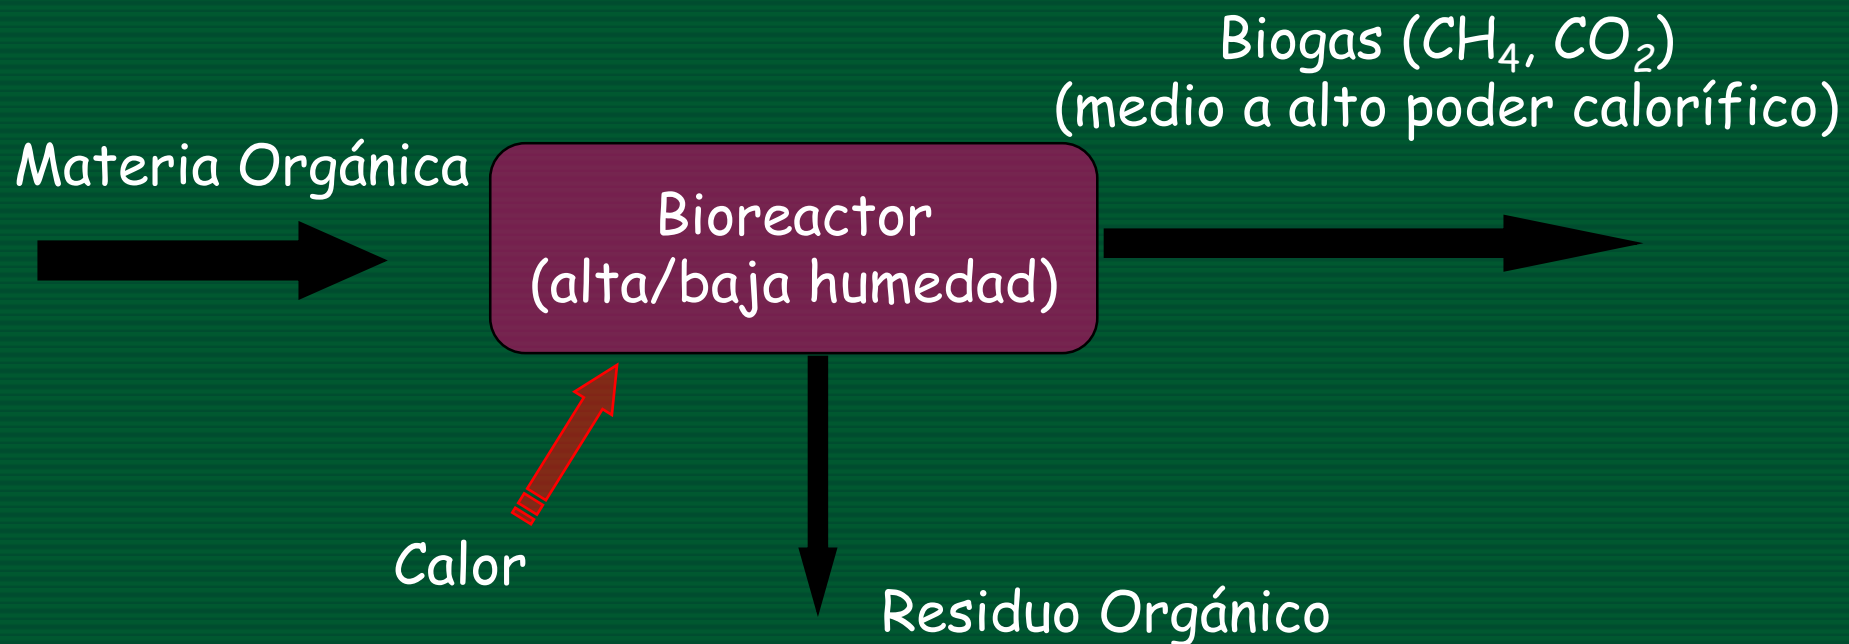 Biogas (CH₄, CO₂)
(medio a alto poder calorífico)
Materia Orgánica
Bioreactor
(alta/baja humedad)
Calor
Residuo Orgánico